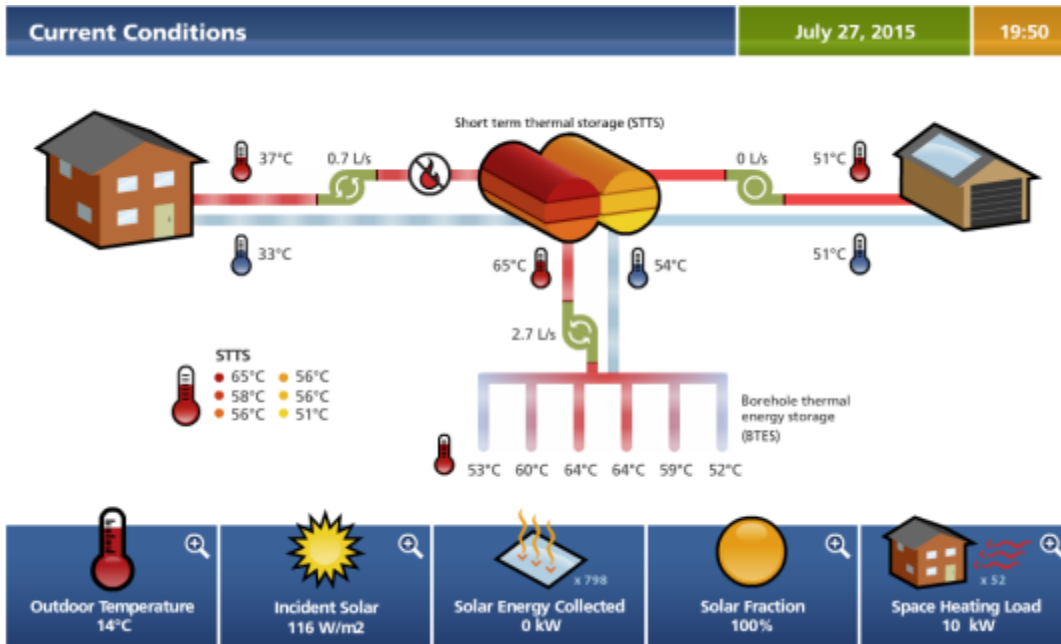 Current Conditions
July 27, 2015
19:50
Short term thermal storage (STTS)
37°C
0.7 L/s
0 L/s
51°C
33°C
65°C
54°C
51°C
2.7 L/s
STTS
65°C 56°C
58°C 56°C
56°C 51°C
Borehole thermal
energy storage
(BTES)
53°C 60°C 64°C 64°C 59°C 52°C
Outdoor Temperature
14°C
Incident Solar
116 W/m2
x 798
Solar Energy Collected
0 kW
Solar Fraction
100%
x 52
Space Heating Load
10 kW